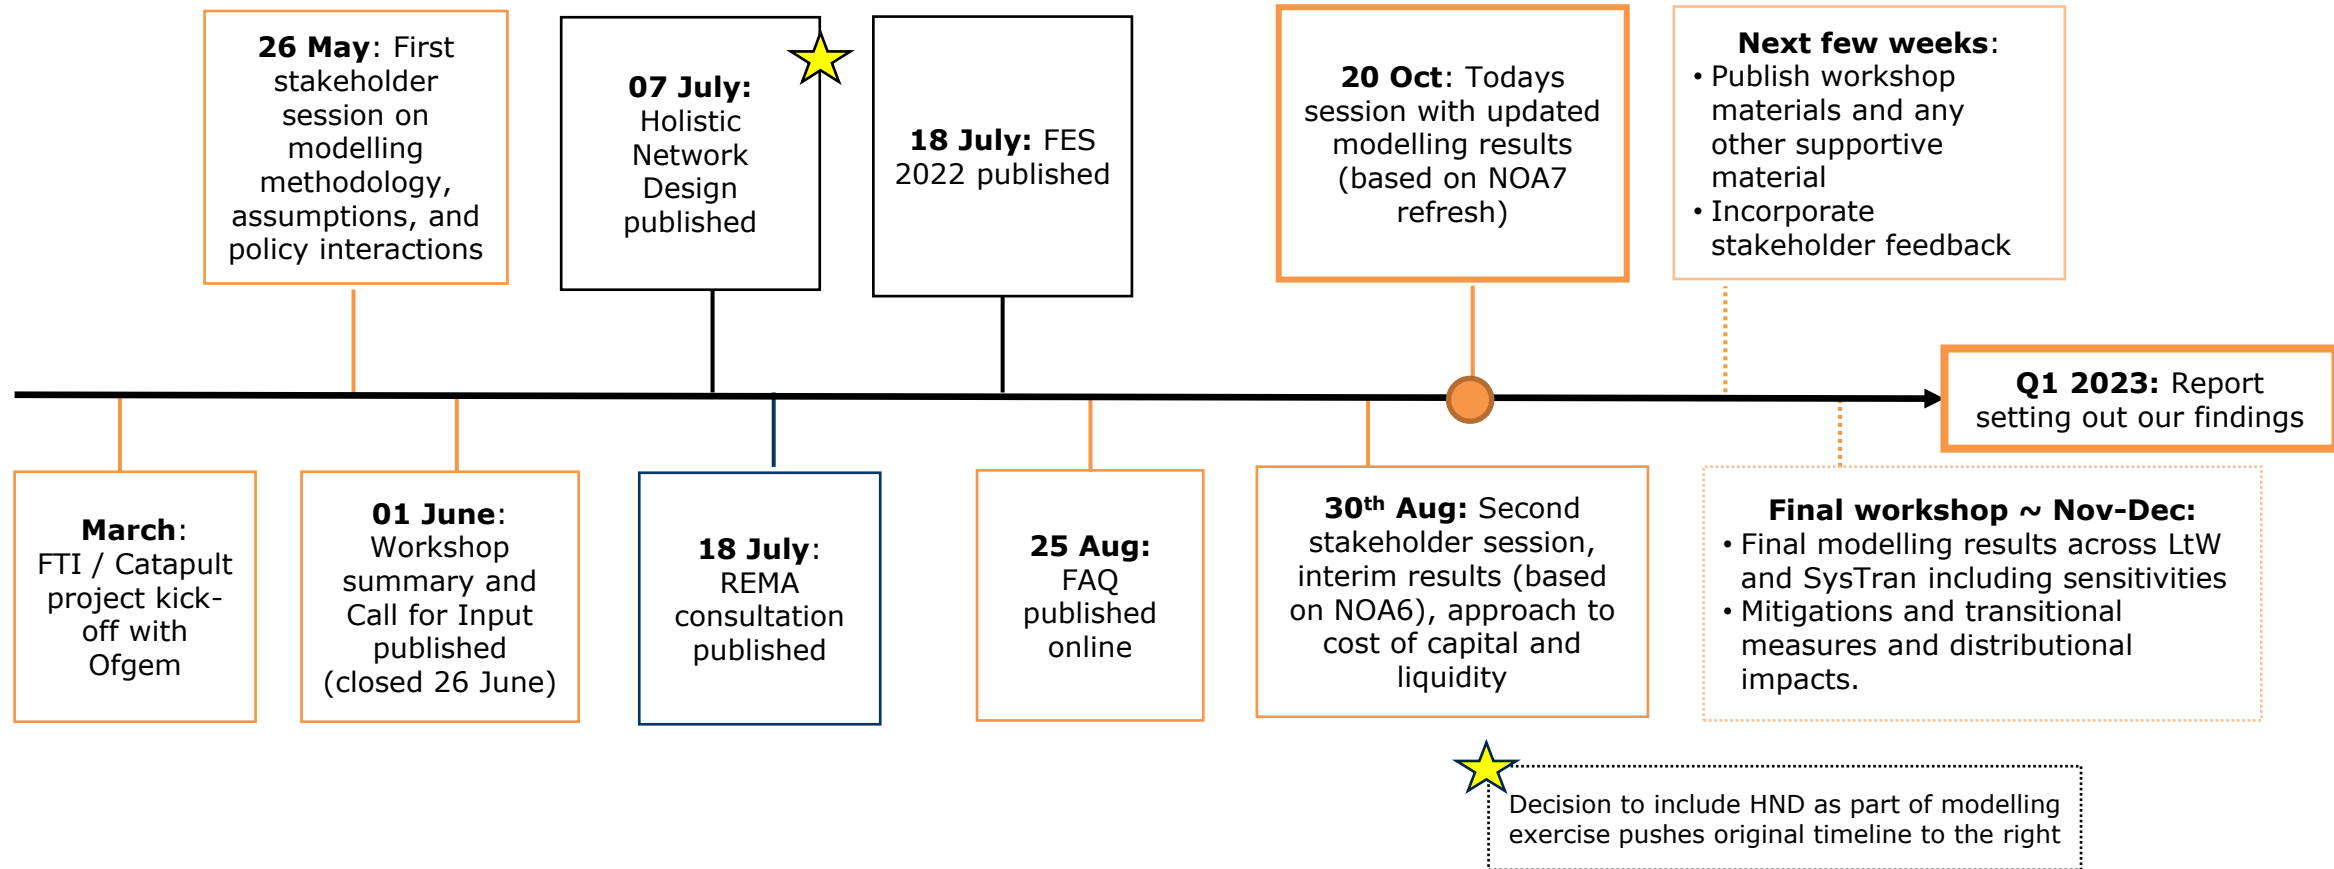 26 May: First
stakeholder
session on
modelling
methodology,
assumptions, and
policy interactions
07 July:
Holistic
Network
Design
published
18 July: FES
2022 published
20 Oct: Todays
session with updated
modelling results
(based on NOA7
refresh)
Next few weeks:
• Publish workshop
materials and any
other supportive
material
• Incorporate
stakeholder feedback
Q1 2023: Report
setting out our findings
March:
FTI / Catapult
project kick-
off with
Ofgem
01 June:
Workshop
summary and
Call for Input
published
(closed 26 June)
18 July:
REMA
consultation
published
25 Aug:
FAQ
published
online
30th Aug: Second
stakeholder session,
interim results (based
on NOA6), approach to
cost of capital and
liquidity
Final workshop ~ Nov-Dec:
• Final modelling results across LtW
and SysTran including sensitivities
• Mitigations and transitional
measures and distributional
impacts.
Decision to include HND as part of modelling
exercise pushes original timeline to the right